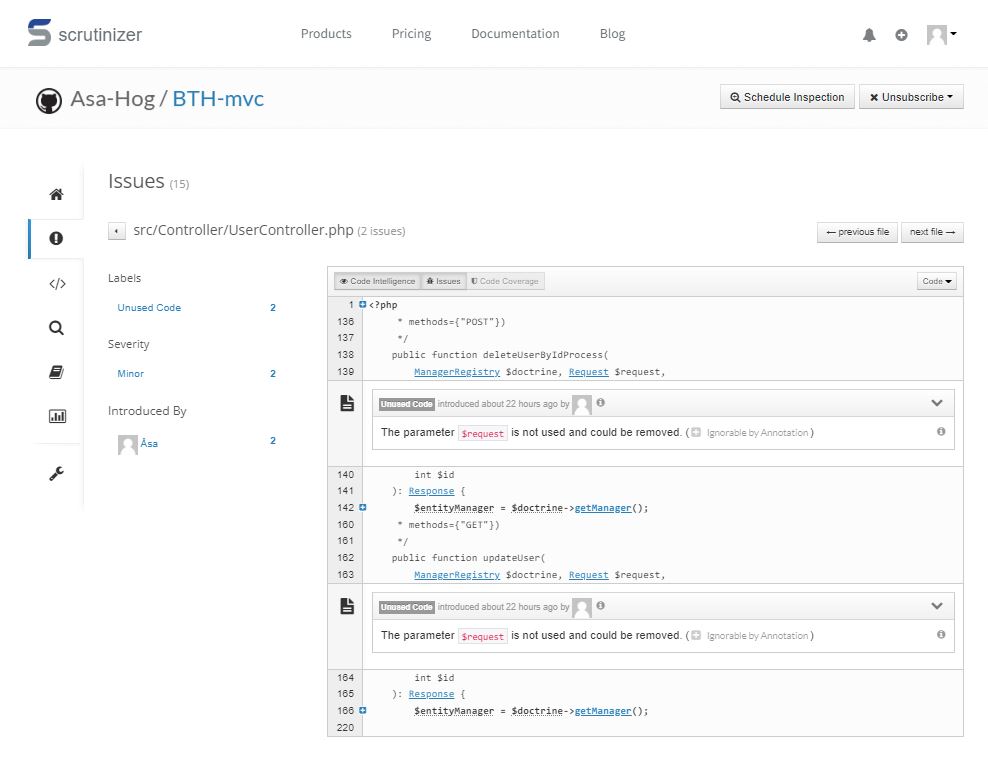 scrutinizer
Products
Pricing
Documentation
Blog
Asa-Hog / BTH-mvc
Schedule Inspection
Unsubscribe
Issues (15)
src/Controller/UserController.php (2 issues)
← previous file
next file →
Labels
Unused Code 2
Severity
Minor 2
Introduced By
Åsa 2
Code Intelligence
Issues
Code Coverage
Code
1 <?php
136 * methods={"POST"})
137 */
138 public function deleteUserByIdProcess(
139 ManagerRegistry $doctrine, Request $request,
Unused Code introduced about 22 hours ago by
The parameter $request is not used and could be removed. ( Ignorable by Annotation )
140 int $id
141 ): Response {
142 $entityManager = $doctrine->getManager();
160 * methods={"GET"})
161 */
162 public function updateUser(
163 ManagerRegistry $doctrine, Request $request,
Unused Code introduced about 22 hours ago by
The parameter $request is not used and could be removed. ( Ignorable by Annotation )
164 int $id
165 ): Response {
166 $entityManager = $doctrine->getManager();
220